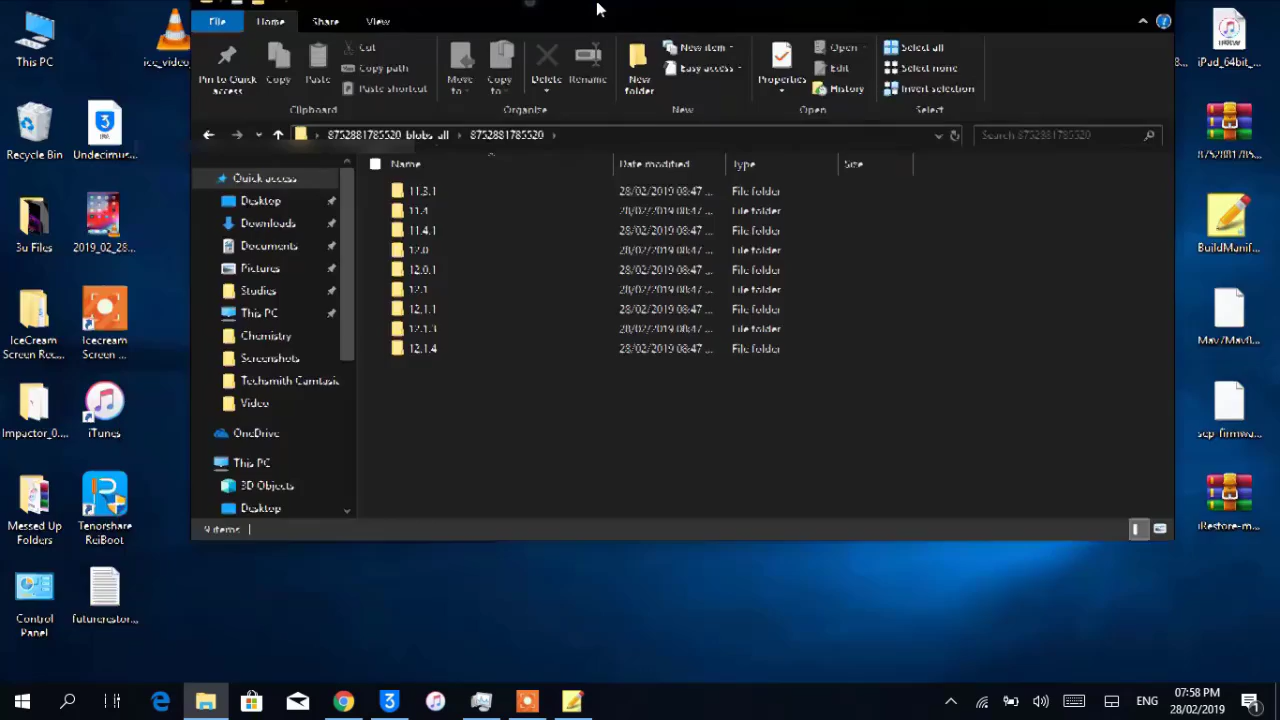 File Home Share View
Pin to Quick access
Copy
Paste
Cut
Copy path
Paste shortcut
Clipboard
Move to
Copy to
Delete
Rename
Organize
New folder
New item
Easy access
New
Properties
Open
Edit
History
Open
Select all
Select none
Invert selection
Select
8752881785520_blobs_all > 8752881785520 >
Search 8752881785520
Name Date modified Type Size
11.3.1 28/02/2019 08:47 ... File folder
11.4 28/02/2019 08:47 ... File folder
11.4.1 28/02/2019 08:47 ... File folder
12.0 28/02/2019 08:47 ... File folder
12.0.1 28/02/2019 08:47 ... File folder
12.1 28/02/2019 08:47 ... File folder
12.1.1 28/02/2019 08:47 ... File folder
12.1.3 28/02/2019 08:47 ... File folder
12.1.4 28/02/2019 08:47 ... File folder
Quick access
Desktop
Downloads
Documents
Pictures
Studies
This PC
Chemistry
Screenshots
Techsmith Camtasia
Video
OneDrive
This PC
3D Objects
Desktop
9 items
This PC
ice_video_
Recycle Bin
Undecimus...
3u Files
2019_02_28...
IceCream Screen Rec...
Icecream Screen ...
Impactor_0....
iTunes
Messed Up Folders
Tenorshare ReiBoot
Control Panel
futurerestor...
iPad_64bit_...
8752881785...
BuildManif...
sep-firmwa...
iRestore-m...
ENG
07:58 PM
28/02/2019